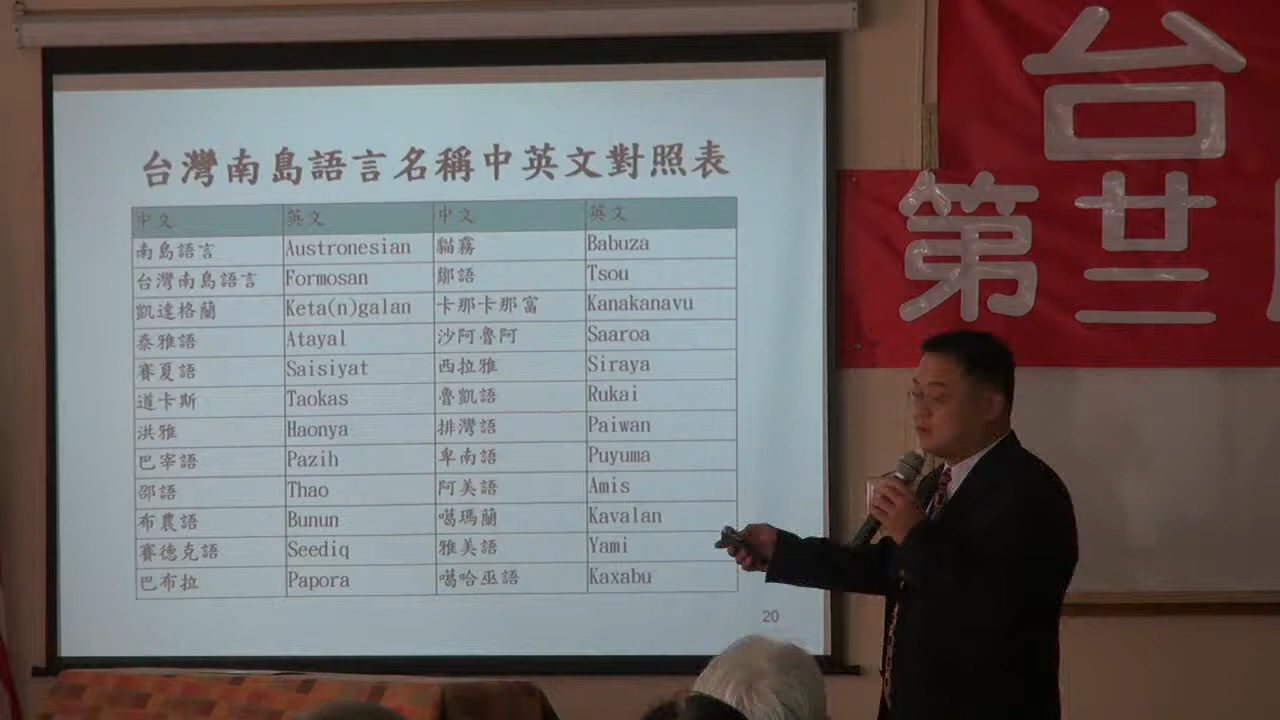 台灣南島語言名稱中英文對照表
中文 英文 中文 英文
南島語言 Austronesian 貓霧 Babuza
台灣南島語言 Formosan 鄒語 Tsou
凱達格蘭 Keta(n)galan 卡那卡那富 Kanakanavu
泰雅語 Atayal 沙阿魯阿 Saaroa
賽夏語 Saisiyat 西拉雅 Siraya
道卡斯 Taokas 魯凱語 Rukai
洪雅 Haonya 排灣語 Paiwan
巴宰語 Pazih 卑南語 Puyuma
邵語 Thao 阿美語 Amis
布農語 Bunun 噶瑪蘭 Kavalan
賽德克語 Seediq 雅美語 Yami
巴布拉 Papora 噶哈巫語 Kaxabu
20
台
第廿二